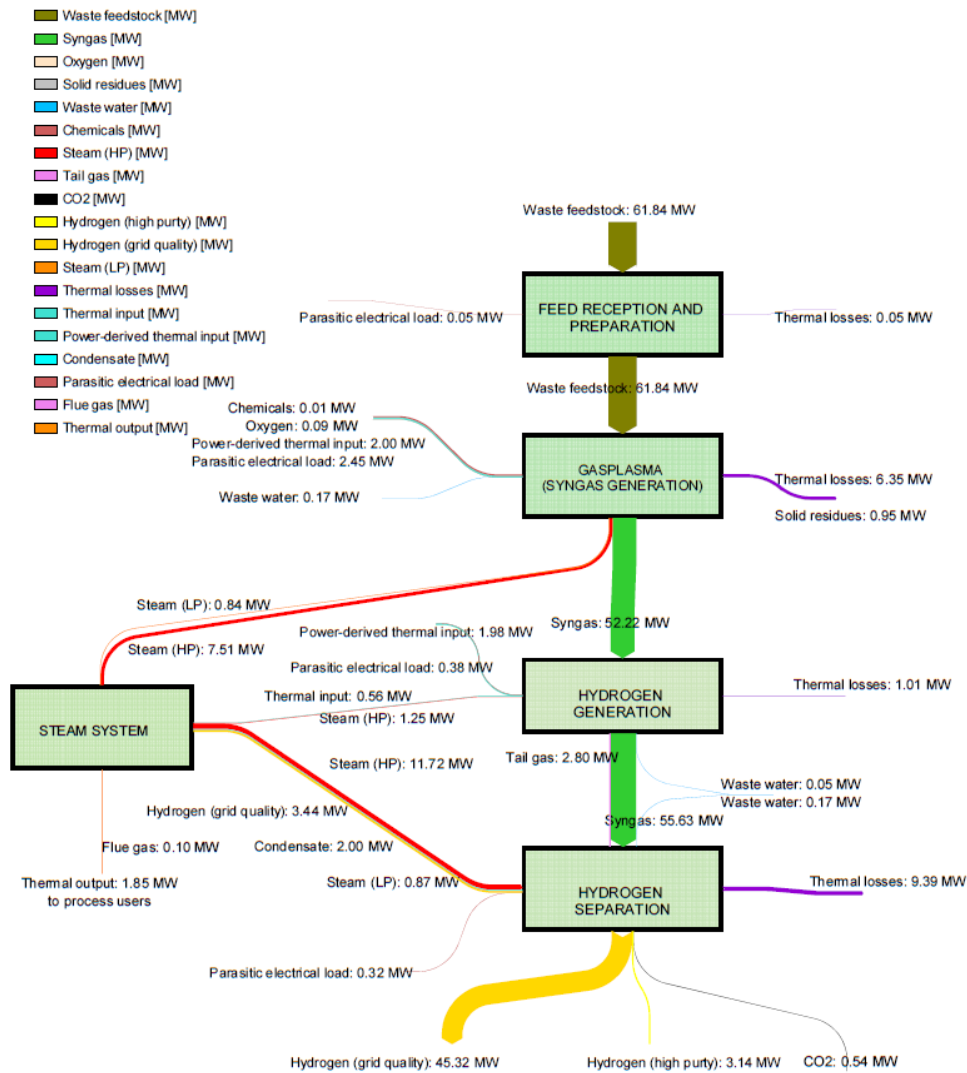 Waste feedstock [MW]
Syngas [MW]
Oxygen [MW]
Solid residues [MW]
Waste water [MW]
Chemicals [MW]
Steam (HP) [MW]
Tail gas [MW]
CO2 [MW]
Hydrogen (high purty) [MW]
Hydrogen (grid quality) [MW]
Steam (LP) [MW]
Thermal losses [MW]
Thermal input [MW]
Power-derived thermal input [MW]
Condensate [MW]
Parasitic electrical load [MW]
Flue gas [MW]
Thermal output [MW]
Waste feedstock: 61.84 MW
FEED RECEPTION AND
PREPARATION
Parasitic electrical load: 0.05 MW
Thermal losses: 0.05 MW
Waste feedstock: 61.84 MW
Chemicals: 0.01 MW
Oxygen: 0.09 MW
Power-derived thermal input: 2.00 MW
Parasitic electrical load: 2.45 MW
Waste water: 0.17 MW
GASPLASMA
(SYNGAS GENERATION)
Thermal losses: 6.35 MW
Solid residues: 0.95 MW
Steam (LP): 0.84 MW
Steam (HP): 7.51 MW
Syngas: 52.22 MW
Power-derived thermal input: 1.98 MW
Parasitic electrical load: 0.38 MW
Thermal input: 0.56 MW
Steam (HP): 1.25 MW
HYDROGEN
GENERATION
Thermal losses: 1.01 MW
STEAM SYSTEM
Steam (HP): 11.72 MW
Tail gas: 2.80 MW
Waste water: 0.05 MW
Waste water: 0.17 MW
Syngas: 55.63 MW
Hydrogen (grid quality): 3.44 MW
Flue gas: 0.10 MW
Condensate: 2.00 MW
Steam (LP): 0.87 MW
Thermal output: 1.85 MW
to process users
HYDROGEN
SEPARATION
Thermal losses: 9.39 MW
Parasitic electrical load: 0.32 MW
Hydrogen (grid quality): 45.32 MW
Hydrogen (high purty): 3.14 MW
CO2: 0.54 MW